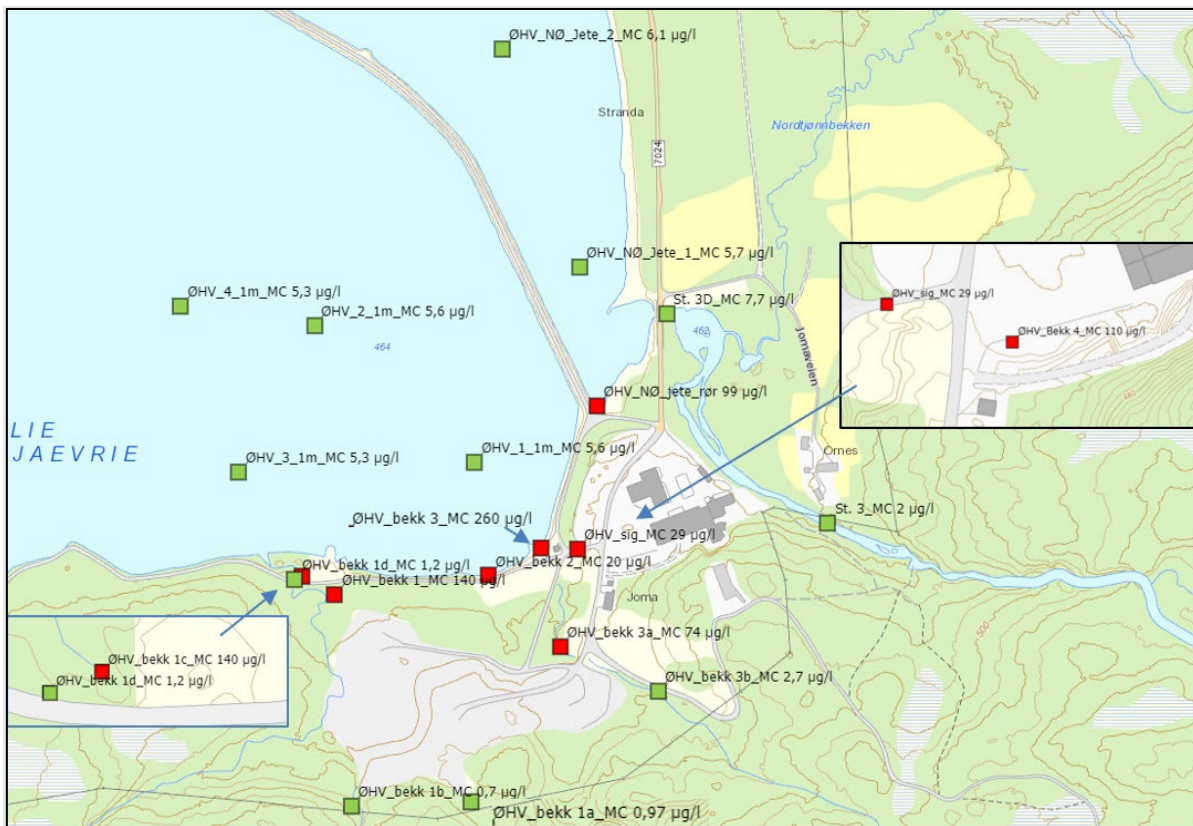 ØHV_NØ_Jete_2_MC 6,1 µg/l
Stranda
Nordtjønnbekken
7024
ØHV_NØ_Jete_1_MC 5,7 µg/l
ØHV_sig_MC 29 µg/l
ØHV_4_1m_MC 5,3 µg/l
St. 3D_MC 7,7 µg/l
ØHV_2_1m_MC 5,6 µg/l
462
464
Jomaveien
ØHV_Bekk 4_MC 110 µg/l
480
ØHV_NØ_jete_rør 99 µg/l
LIE
JAEVRIE
ØHV_1_1m_MC 5,6 µg/l
Ornes
ØHV_3_1m_MC 5,3 µg/l
St. 3_MC 2 µg/l
ØHV_bekk 3_MC 260 µg/l
ØHV_sig_MC 29 µg/l
ØHV_bekk 2_MC 20 µg/l
ØHV_bekk 1d_MC 1,2 µg/l
ØHV_bekk 1_MC 140 µg/l
Joma
500
ØHV_bekk 3a_MC 74 µg/l
ØHV_bekk 1c_MC 140 µg/l
ØHV_bekk 1d_MC 1,2 µg/l
ØHV_bekk 3b_MC 2,7 µg/l
ØHV_bekk 1b_MC 0,7 µg/l
ØHV_bekk 1a_MC 0,97 µg/l